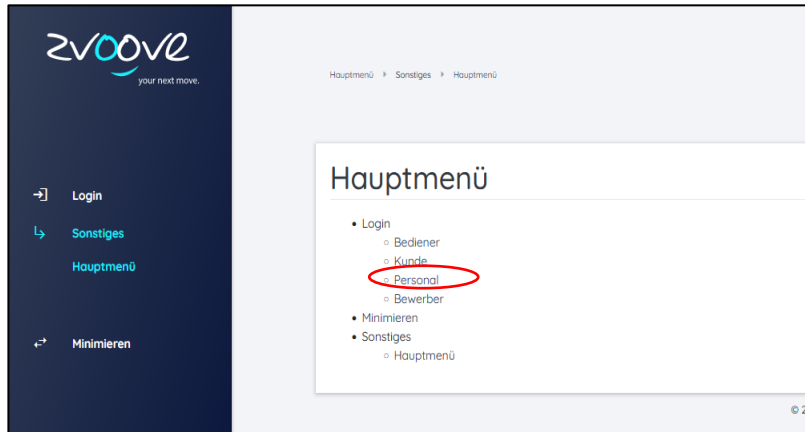 zvoove
your next move.
Login
Sonstiges
Hauptmenü
Minimieren
Hauptmenü Sonstiges Hauptmenü
Hauptmenü
Login
Bediener
Kunde
Personal
Bewerber
Minimieren
Sonstiges
Hauptmenü
© 2